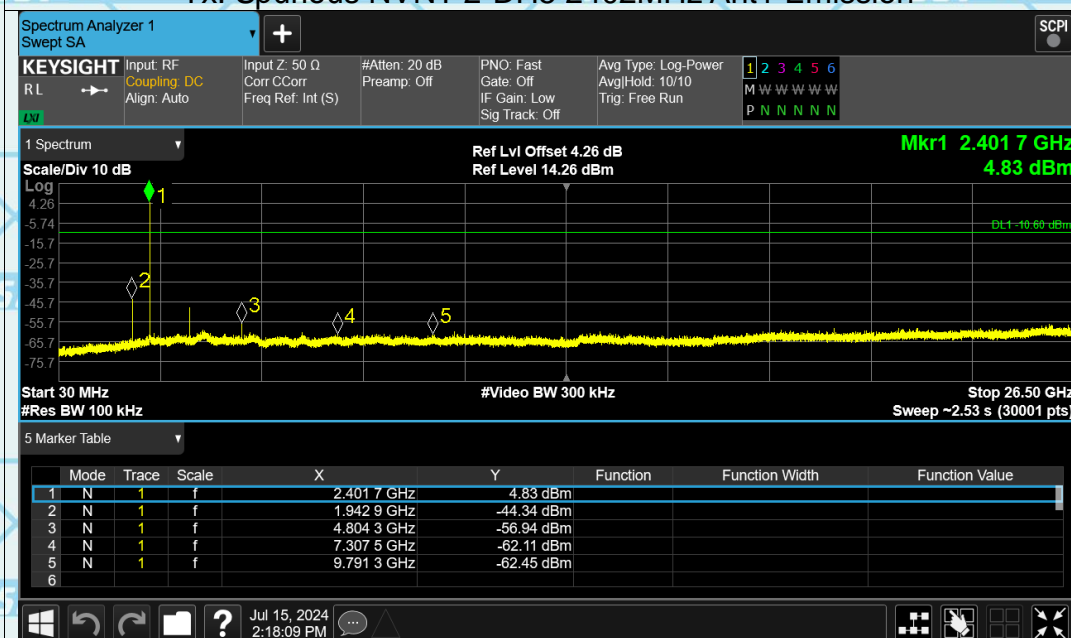 Tx. Spurious NVNT 2-DH3 2402MHz Ant1 Emission
Spectrum Analyzer 1
Swept SA
+
SCPI
KEYSIGHT
RL
LXI
Input: RF
Coupling: DC
Align: Auto
Input Z: 50 Ω
Corr CCorr
Freq Ref: Int (S)
#Atten: 20 dB
Preamp: Off
PNO: Fast
Gate: Off
IF Gain: Low
Sig Track: Off
Avg Type: Log-Power
Avg|Hold: 10/10
Trig: Free Run
1 2 3 4 5 6
M W W W W W
P N N N N N
1 Spectrum
Scale/Div 10 dB
Ref Lvl Offset 4.26 dB
Ref Level 14.26 dBm
Mkr1 2.401 7 GHz
4.83 dBm
Log
4.26
-5.74
-15.7
-25.7
-35.7
-45.7
-55.7
-65.7
-75.7
1
2
3
4
5
DL1 -10.60 dBm
Start 30 MHz
#Video BW 300 kHz
Stop 26.50 GHz
#Res BW 100 kHz
Sweep ~2.53 s (30001 pts)
5 Marker Table
Mode Trace Scale X Y Function Function Width Function Value
1 N 1 f 2.401 7 GHz 4.83 dBm
2 N 1 f 1.942 9 GHz -44.34 dBm
3 N 1 f 4.804 3 GHz -56.94 dBm
4 N 1 f 7.307 5 GHz -62.11 dBm
5 N 1 f 9.791 3 GHz -62.45 dBm
6
?
Jul 15, 2024
2:18:09 PM